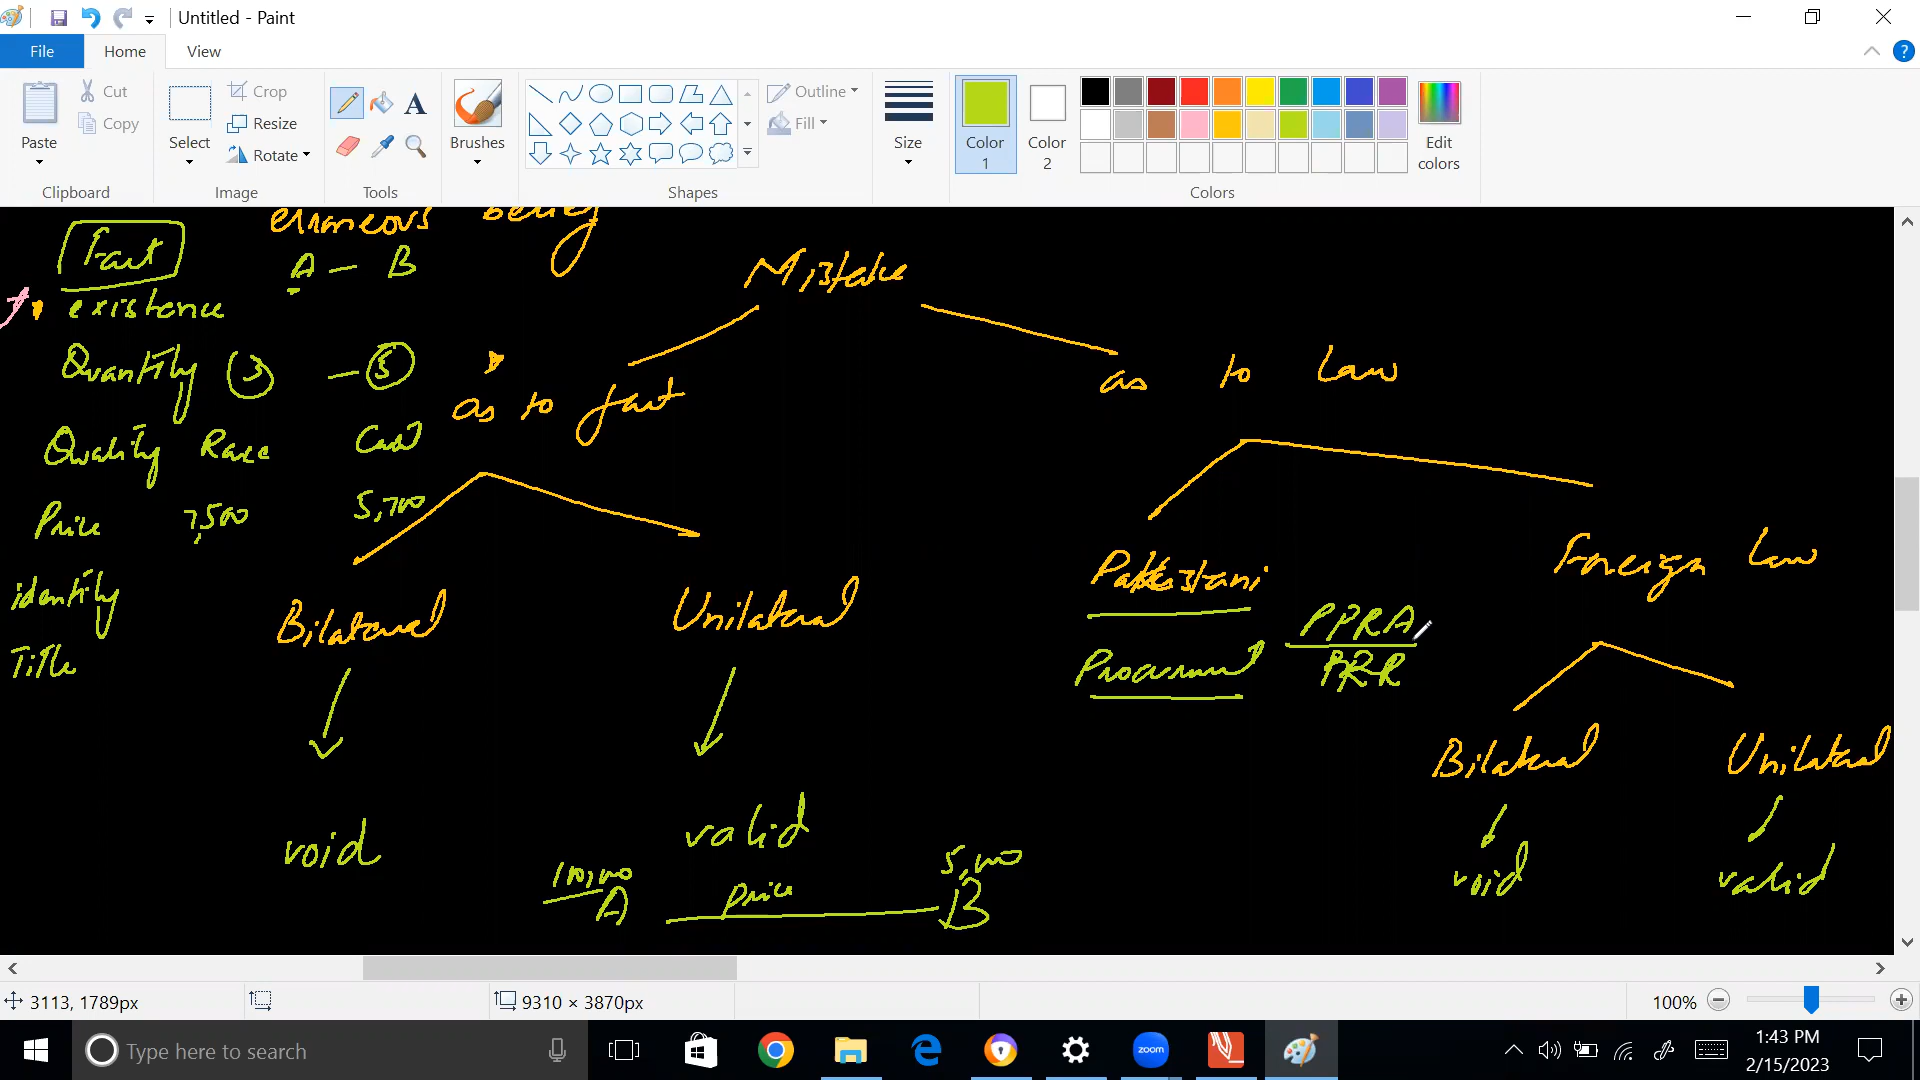 Untitled - Paint
File Home View
Cut
Copy
Paste
Clipboard
Crop
Resize
Rotate
Select
Image
Tools
Brushes
Shapes
Outline
Fill
Size
Color 1
Color 2
Edit colors
Colors
Fact
erroneous belief
A — B
Mistake
existence
Quantity 3 — 5
as to fact
as to Law
Quality Race
Price 7,500 5,700
identity
Title
Bilateral
Unilateral
Pakistani
Foreign Law
PPRA
PRR
Procurement
Bilateral
Unilateral
void
valid
void
valid
A price B
3113, 1789px
9310 × 3870px
100%
Type here to search
zoom
1:43 PM
2/15/2023